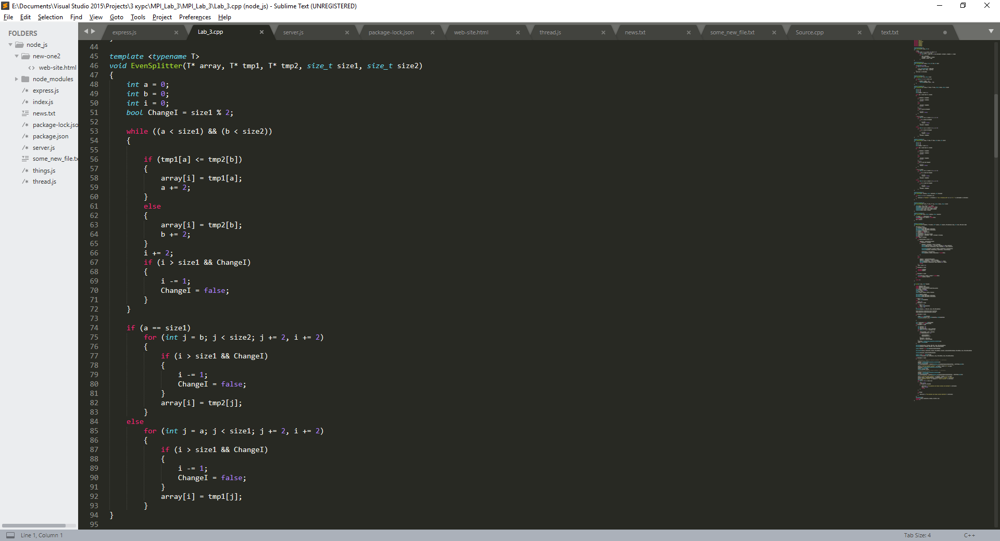 E:\Documents\Visual Studio 2015\Projects\3 курс\MPI_Lab_3\MPI_Lab_3\Lab_3.cpp (node_js) - Sublime Text (UNREGISTERED)
File Edit Selection Find View Goto Tools Project Preferences Help
FOLDERS
node_js
new-one2
<> web-site.html
node_modules
/* express.js
/* index.js
news.txt
/* package-lock.jso
/* package.json
/* server.js
some_new_file.tx
/* things.js
/* thread.js
express.js Lab_3.cpp server.js package-lock.json web-site.html thread.js news.txt some_new_file.txt Source.cpp text.txt
44
45 template <typename T>
46 void EvenSplitter(T* array, T* tmp1, T* tmp2, size_t size1, size_t size2)
47 {
48 int a = 0;
49 int b = 0;
50 int i = 0;
51 bool ChangeI = size1 % 2;
52
53 while ((a < size1) && (b < size2))
54 {
55
56 if (tmp1[a] <= tmp2[b])
57 {
58 array[i] = tmp1[a];
59 a += 2;
60 }
61 else
62 {
63 array[i] = tmp2[b];
64 b += 2;
65 }
66 i += 2;
67 if (i > size1 && ChangeI)
68 {
69 i -= 1;
70 ChangeI = false;
71 }
72 }
73
74 if (a == size1)
75 for (int j = b; j < size2; j += 2, i += 2)
76 {
77 if (i > size1 && ChangeI)
78 {
79 i -= 1;
80 ChangeI = false;
81 }
82 array[i] = tmp2[j];
83 }
84 else
85 for (int j = a; j < size1; j += 2, i += 2)
86 {
87 if (i > size1 && ChangeI)
88 {
89 i -= 1;
90 ChangeI = false;
91 }
92 array[i] = tmp1[j];
93 }
94 }
95
Line 1, Column 1
Tab Size: 4
C++